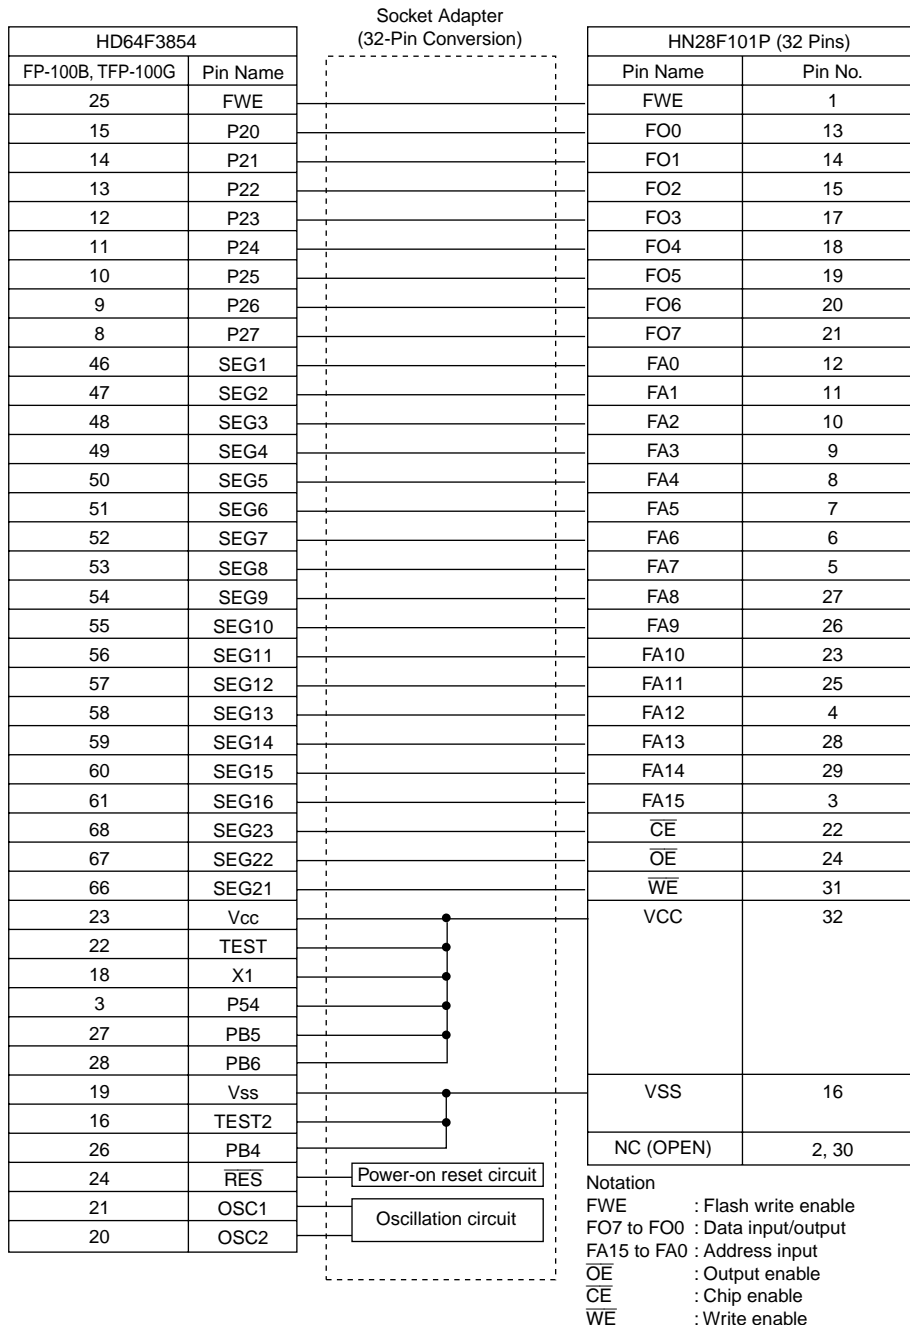 Socket Adapter
(32-Pin Conversion)
HD64F3854 HN28F101P (32 Pins)
FP-100B, TFP-100G Pin Name Pin Name Pin No.
25 FWE FWE 1
15 P20 FO0 13
14 P21 FO1 14
13 P22 FO2 15
12 P23 FO3 17
11 P24 FO4 18
10 P25 FO5 19
9 P26 FO6 20
8 P27 FO7 21
46 SEG1 FA0 12
47 SEG2 FA1 11
48 SEG3 FA2 10
49 SEG4 FA3 9
50 SEG5 FA4 8
51 SEG6 FA5 7
52 SEG7 FA6 6
53 SEG8 FA7 5
54 SEG9 FA8 27
55 SEG10 FA9 26
56 SEG11 FA10 23
57 SEG12 FA11 25
58 SEG13 FA12 4
59 SEG14 FA13 28
60 SEG15 FA14 29
61 SEG16 FA15 3
68 SEG23 C̅E̅ 22
67 SEG22 O̅E̅ 24
66 SEG21 W̅E̅ 31
23 Vcc VCC 32
22 TEST
18 X1
3 P54
27 PB5
28 PB6
19 Vss VSS 16
16 TEST2
26 PB4 NC (OPEN) 2, 30
24 R̅E̅S̅ Power-on reset circuit
21 OSC1 Oscillation circuit
20 OSC2
Notation
FWE : Flash write enable
FO7 to FO0 : Data input/output
FA15 to FA0 : Address input
O̅E̅ : Output enable
C̅E̅ : Chip enable
W̅E̅ : Write enable